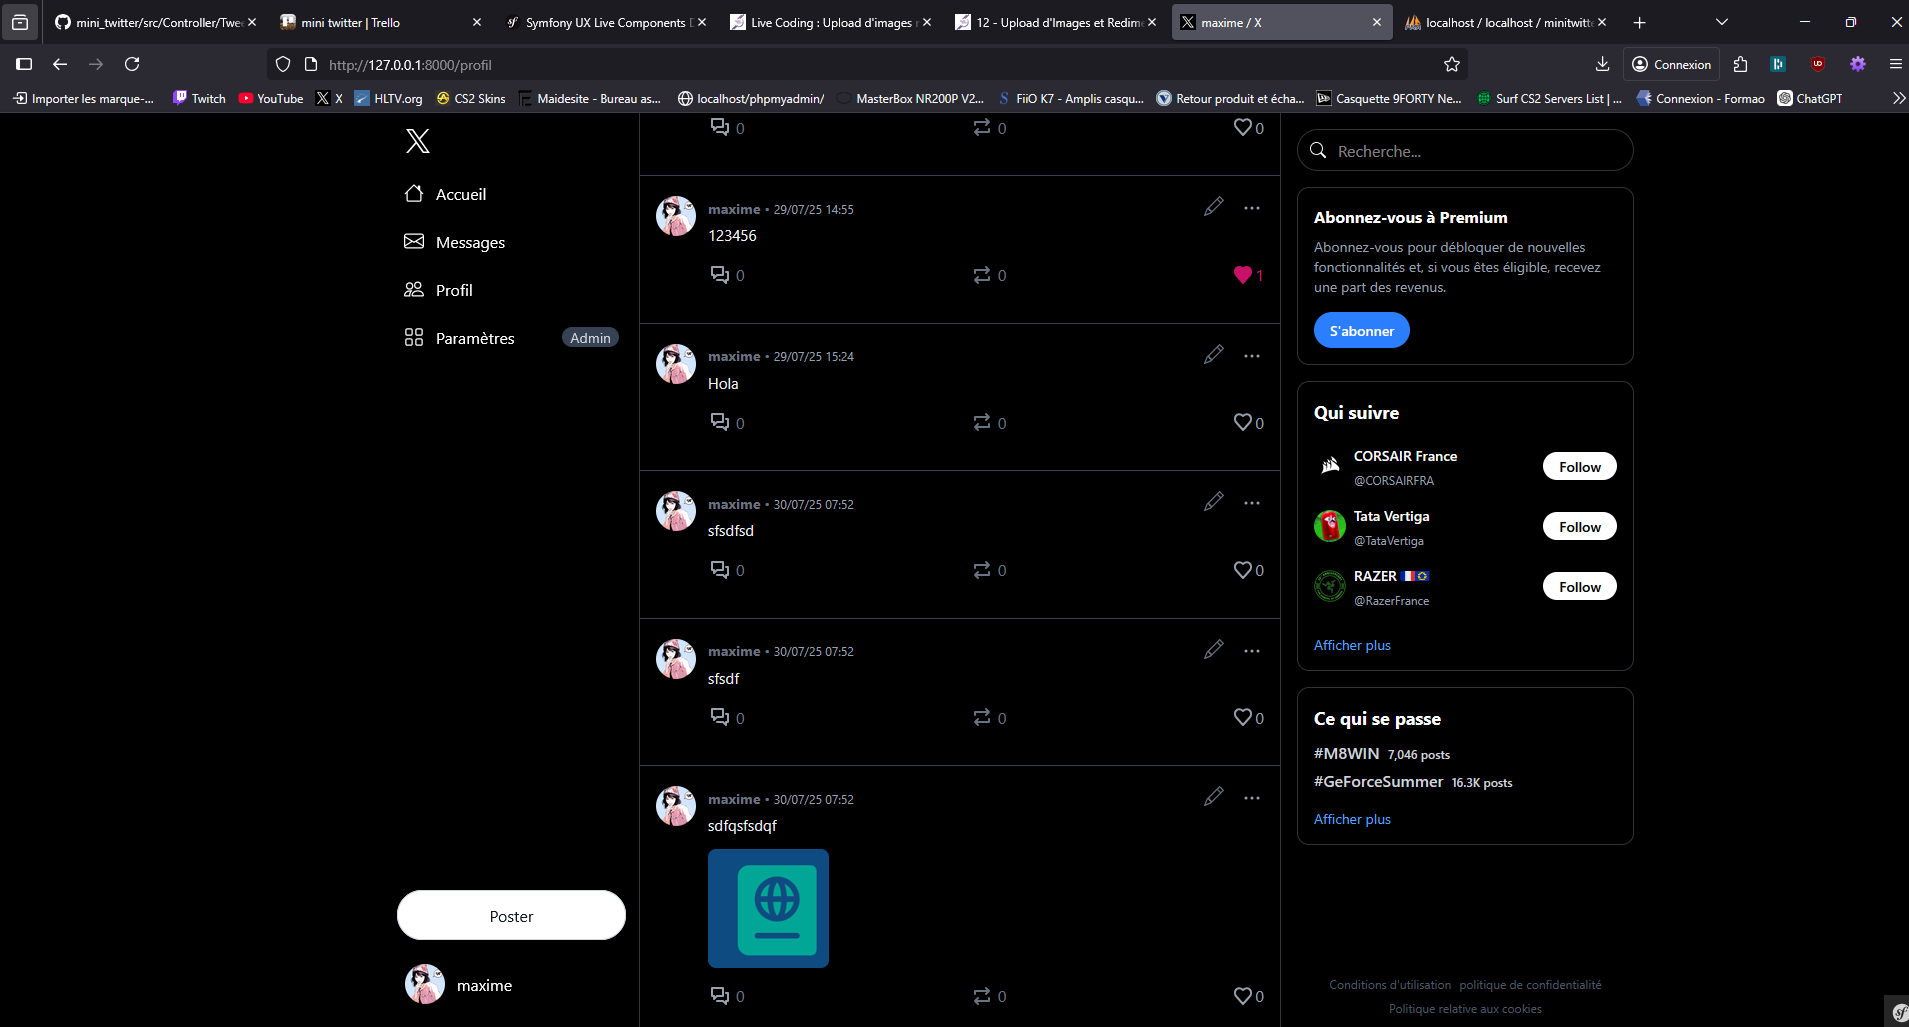 mini_twitter/src/Controller/Twee
mini twitter | Trello
Symfony UX Live Components D
Live Coding : Upload d'images
12 - Upload d'Images et Redime
maxime / X
localhost / localhost / minitwitte
http://127.0.0.1:8000/profil
Connexion
Importer les marque-...
Twitch
YouTube
X
HLTV.org
CS2 Skins
Maidesite - Bureau as...
localhost/phpmyadmin/
MasterBox NR200P V2...
FiiO K7 - Amplis casqu...
Retour produit et écha...
Casquette 9FORTY Ne...
Surf CS2 Servers List | ...
Connexion - Formao
ChatGPT
Accueil
Messages
Profil
Paramètres
Admin
Poster
maxime
0 0 0
maxime • 29/07/25 14:55
123456
0 0 1
maxime • 29/07/25 15:24
Hola
0 0 0
maxime • 30/07/25 07:52
sfsdfsd
0 0 0
maxime • 30/07/25 07:52
sfsdf
0 0 0
maxime • 30/07/25 07:52
sdfqsfsdqf
0 0 0
Recherche...
Abonnez-vous à Premium
Abonnez-vous pour débloquer de nouvelles
fonctionnalités et, si vous êtes éligible, recevez
une part des revenus.
S'abonner
Qui suivre
CORSAIR France
@CORSAIRFRA
Follow
Tata Vertiga
@TataVertiga
Follow
RAZER 🇫🇷🇪🇺
@RazerFrance
Follow
Afficher plus
Ce qui se passe
#M8WIN 7,046 posts
#GeForceSummer 16.3K posts
Afficher plus
Conditions d'utilisation politique de confidentialité
Politique relative aux cookies